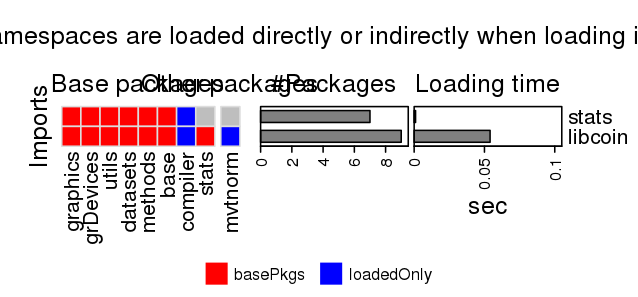 amespaces are loaded directly or indirectly when loading i
Base packages
Other packages
#Packages
Loading time
Imports
stats
libcoin
graphics
grDevices
utils
datasets
methods
base
compiler
stats
mvtnorm
0 2 4 6 8
0 0.05 0.1
sec
basePkgs loadedOnly